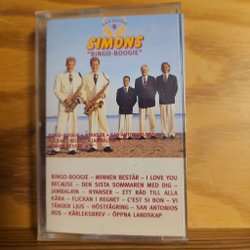 SIMONS
"BINGO-BOOGIE"
BINGO-BOOGIE – MINNEN BESTÅR – I LOVE YOU
BECAUSE – DEN SISTA SOMMAREN MED DIG –
JAMBALAYA – NYANSER – ETT RÅD TILL ALLA
KÄRA – FLICKAN I REGNET – C'EST SI BON – VI
TÄNDER LJUS – HÖSTFÄGRING – SAN ANTONIOS
ROS – KÄRLEKSBREV – ÖPPNA LANDSKAP